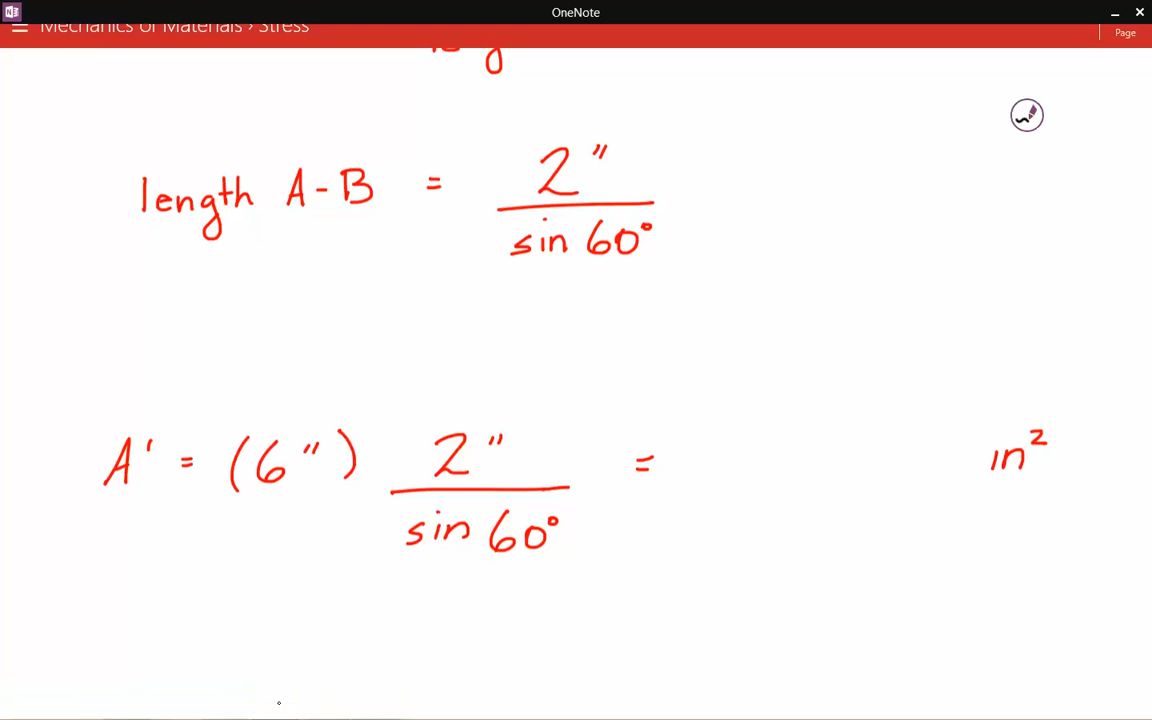 OneNote
Mechanics of Materials › Stress
Page
length A-B = 2" / sin 60°
A' = (6") 2" / sin 60° = in²